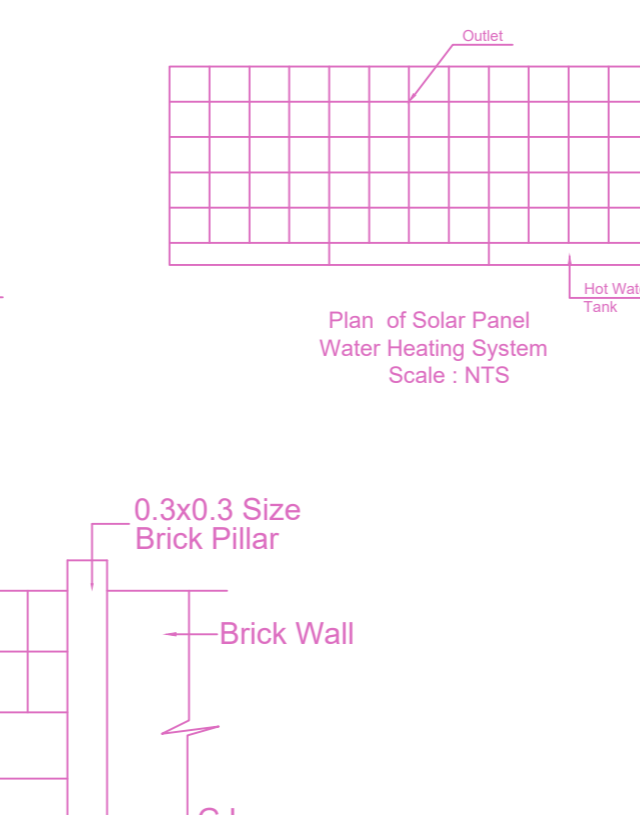 Outlet
Hot
Tank
Plan of Solar Panel
Water Heating System
Scale : NTS
0.3x0.3 Size
Brick Pillar
Brick Wall